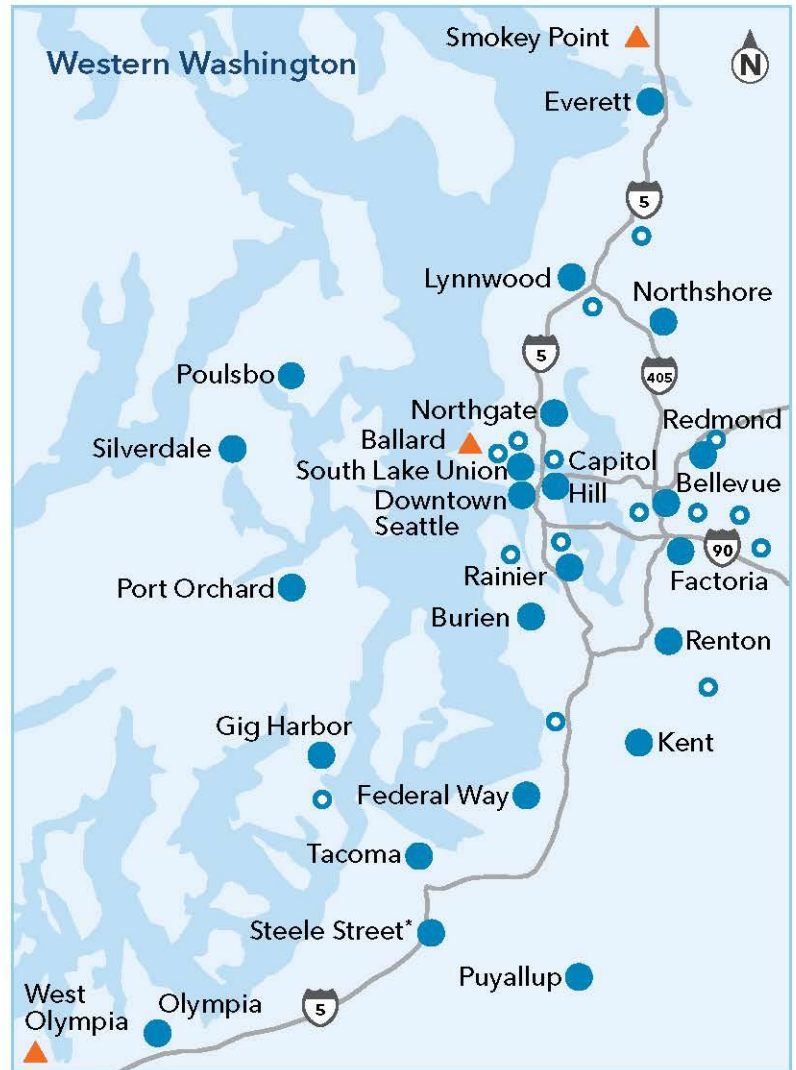 Western Washington
Smokey Point
N
Everett
5
Lynnwood
Northshore
5
405
Poulsbo
Northgate
Redmond
Ballard
Silverdale
South Lake Union
Capitol
Hill
Bellevue
Downtown
Seattle
90
Rainier
Factoria
Port Orchard
Burien
Renton
Gig Harbor
Kent
Federal Way
Tacoma
Steele Street*
Puyallup
West
Olympia
Olympia
5